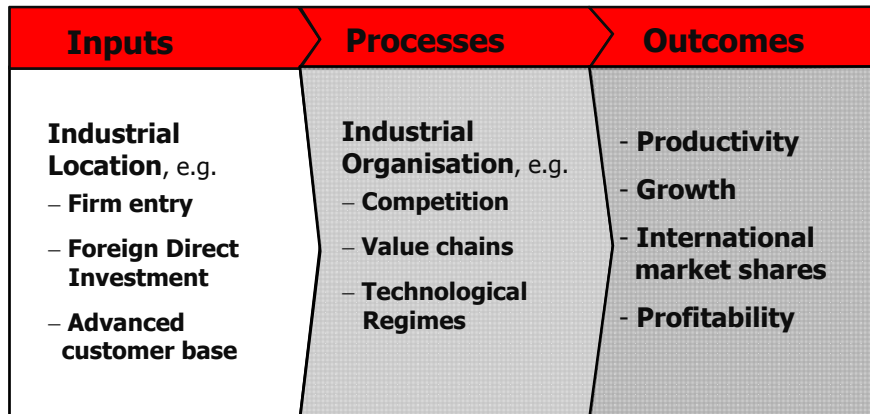 Inputs
Processes
Outcomes
Industrial
Location, e.g.
– Firm entry
– Foreign Direct
Investment
– Advanced
customer base
Industrial
Organisation, e.g.
– Competition
– Value chains
– Technological
Regimes
- Productivity
- Growth
- International
market shares
- Profitability